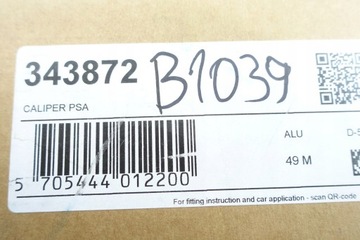 343872 B1039
CALIPER PSA
ALU
49 M
5 705444 012200
For fitting instruction and car application - scan QR-code